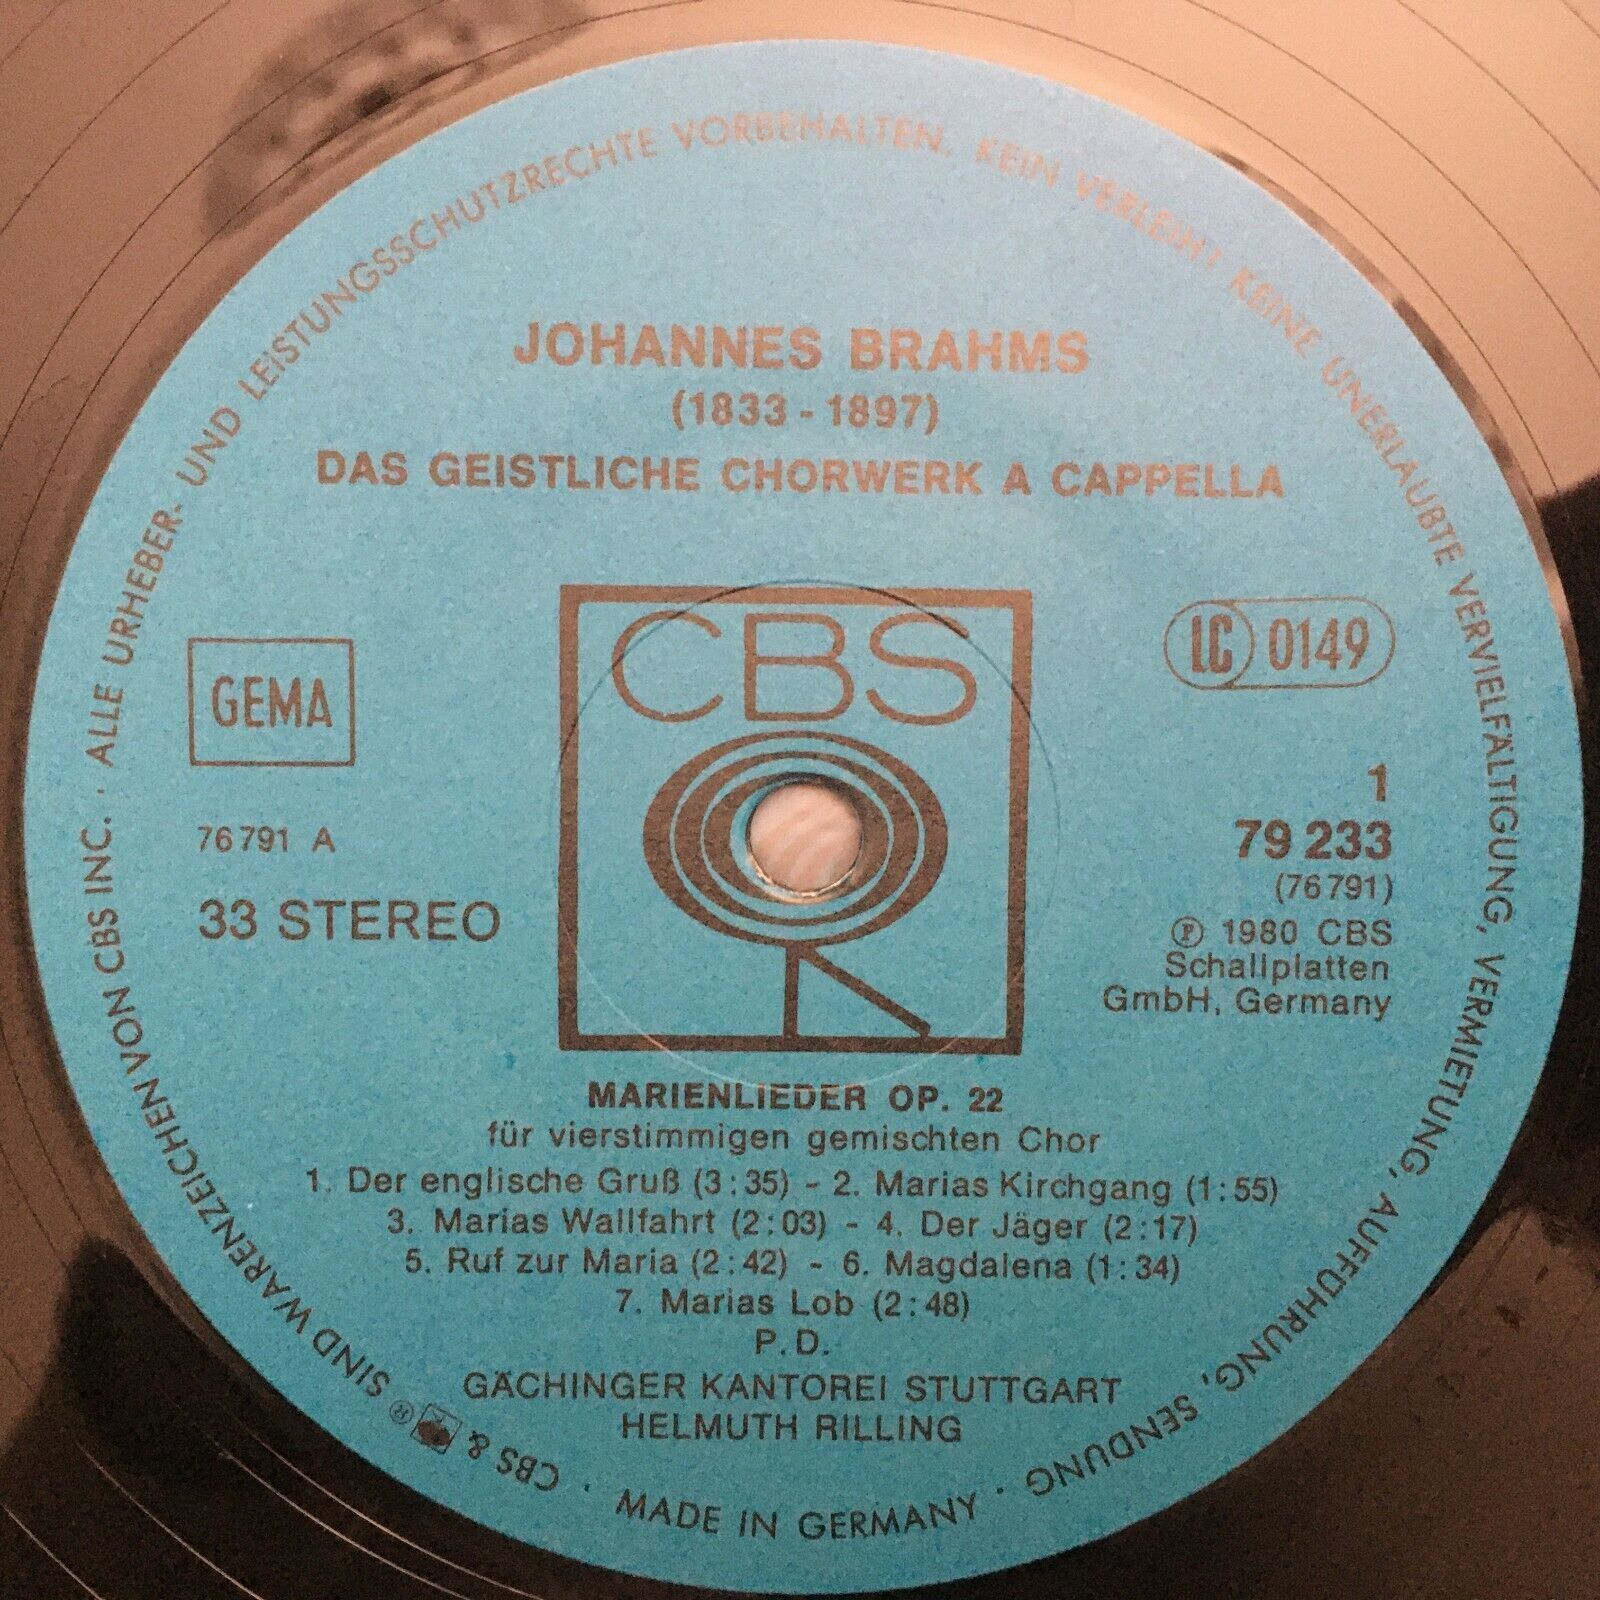 ALLE URHEBER- UND LEISTUNGSSCHUTZRECHTE VORBEHALTEN. KEIN VERLEIH! KEINE UNERLAUBTE VERVIELFÄLTIGUNG, VERMIETUNG, AUFFÜHRUNG, SENDUNG ·
JOHANNES BRAHMS
(1833 - 1897)
DAS GEISTLICHE CHORWERK A CAPPELLA
CBS
GEMA
LC 0149
76 791 A
33 STEREO
1
79 233
(76 791)
℗ 1980 CBS
Schallplatten
GmbH, Germany
MARIENLIEDER OP. 22
für vierstimmigen gemischten Chor
1. Der englische Gruß (3:35) - 2. Marias Kirchgang (1:55)
3. Marias Wallfahrt (2:03) - 4. Der Jäger (2:17)
5. Ruf zur Maria (2:42) - 6. Magdalena (1:34)
7. Marias Lob (2:48)
P.D.
GÄCHINGER KANTOREI STUTTGART
HELMUTH RILLING
CBS & ® SIND WARENZEICHEN VON CBS INC. ·
· MADE IN GERMANY ·